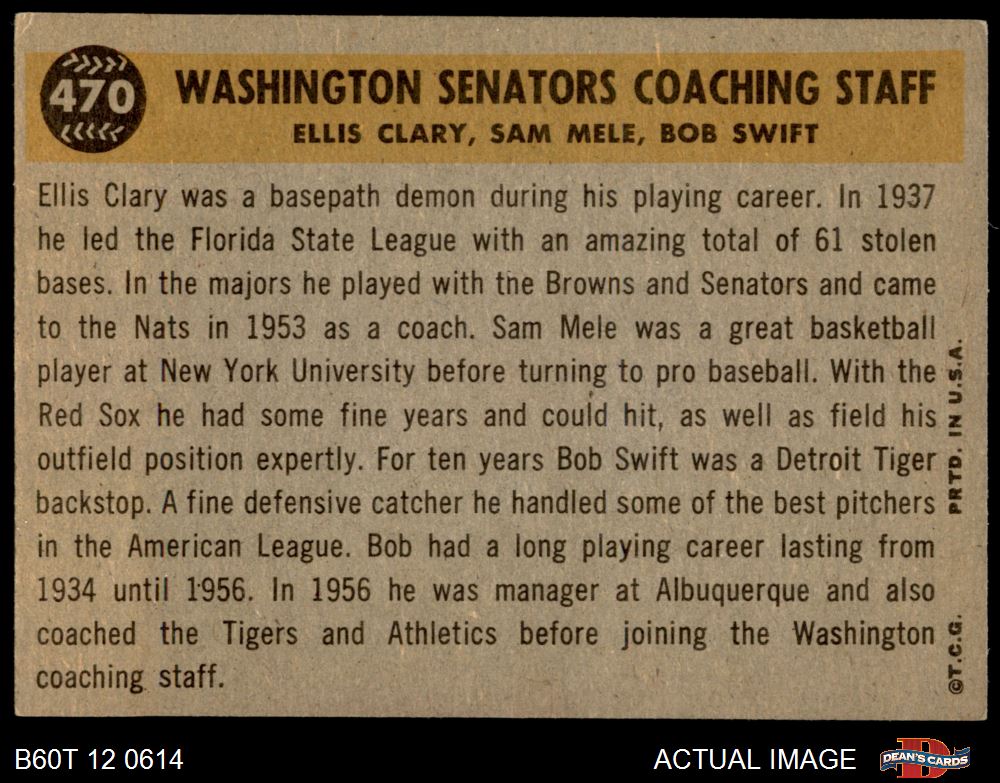 470
WASHINGTON SENATORS COACHING STAFF
ELLIS CLARY, SAM MELE, BOB SWIFT
Ellis Clary was a basepath demon during his playing career. In 1937
he led the Florida State League with an amazing total of 61 stolen
bases. In the majors he played with the Browns and Senators and came
to the Nats in 1953 as a coach. Sam Mele was a great basketball
player at New York University before turning to pro baseball. With the
Red Sox he had some fine years and could hit, as well as field his
outfield position expertly. For ten years Bob Swift was a Detroit Tiger
backstop. A fine defensive catcher he handled some of the best pitchers
in the American League. Bob had a long playing career lasting from
1934 until 1956. In 1956 he was manager at Albuquerque and also
coached the Tigers and Athletics before joining the Washington
coaching staff.
©T.C.G. PRTD. IN U.S.A.
B60T 12 0614
ACTUAL IMAGE
D
DEAN'S CARDS